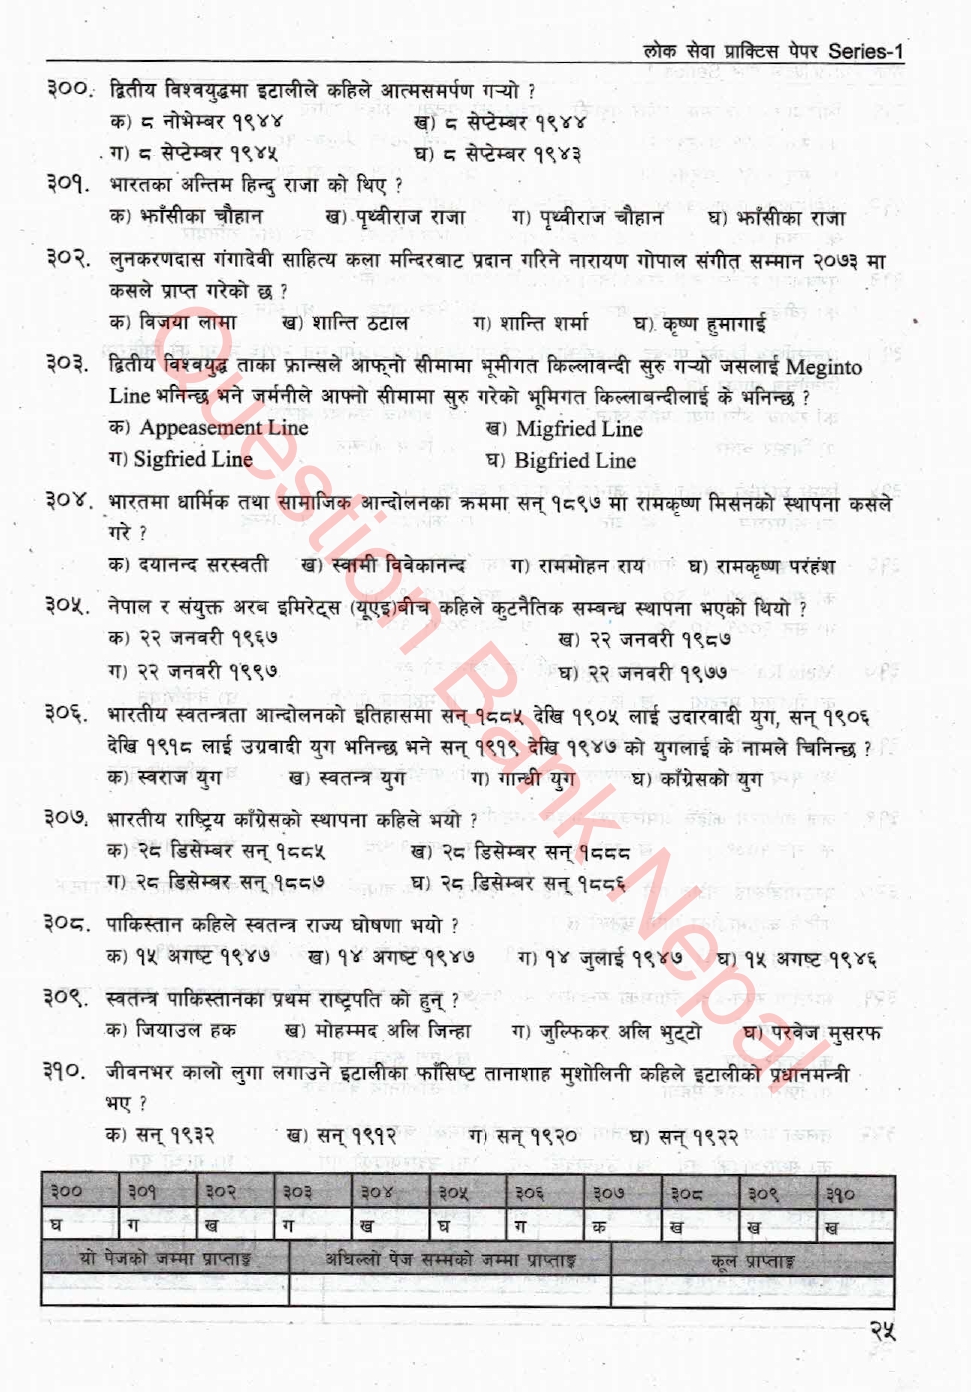 लोक सेवा प्राक्टिस पेपर Series-1
३००. द्वितीय विश्वयुद्धमा इटालीले कहिले आत्मसमर्पण गर्‍यो ?
क) ८ नोभेम्बर १९४४ ख) ८ सेप्टेम्बर १९४४
ग) ८ सेप्टेम्बर १९४५ घ) ८ सेप्टेम्बर १९४३
३०१. भारतका अन्तिम हिन्दु राजा को थिए ?
क) झाँसीका चौहान ख) पृथ्वीराज राजा ग) पृथ्वीराज चौहान घ) झाँसीका राजा
३०२. लुनकरणदास गंगादेवी साहित्य कला मन्दिरबाट प्रदान गरिने नारायण गोपाल संगीत सम्मान २०७३ मा
कसले प्राप्त गरेको छ ?
क) विजया लामा ख) शान्ति ठटाल ग) शान्ति शर्मा घ) कृष्ण हुमागाई
३०३. द्वितीय विश्वयुद्ध ताका फ्रान्सले आफ्नो सीमामा भूमीगत किल्लावन्दी सुरु गर्‍यो जसलाई Meginto
Line भनिन्छ भने जर्मनीले आफ्नो सीमामा सुरु गरेको भूमिगत किल्लाबन्दीलाई के भनिन्छ ?
क) Appeasement Line ख) Migfried Line
ग) Sigfried Line घ) Bigfried Line
३०४. भारतमा धार्मिक तथा सामाजिक आन्दोलनका क्रममा सन् १८९७ मा रामकृष्ण मिसनको स्थापना कसले
गरे ?
क) दयानन्द सरस्वती ख) स्वामी विवेकानन्द ग) राममोहन राय घ) रामकृष्ण परंहंश
३०५. नेपाल र संयुक्त अरब इमिरेट्स (यूएइ)बीच कहिले कुटनैतिक सम्बन्ध स्थापना भएको थियो ?
क) २२ जनवरी १९६७ ख) २२ जनवरी १९८७
ग) २२ जनवरी १९९७ घ) २२ जनवरी १९७७
३०६. भारतीय स्वतन्त्रता आन्दोलनको इतिहासमा सन् १८८५ देखि १९०५ लाई उदारवादी युग, सन् १९०६
देखि १९१८ लाई उग्रवादी युग भनिन्छ भने सन् १९१९ देखि १९४७ को युगलाई के नामले चिनिन्छ ?
क) स्वराज युग ख) स्वतन्त्र युग ग) गान्धी युग घ) काँग्रेसको युग
३०७. भारतीय राष्ट्रिय काँग्रेसको स्थापना कहिले भयो ?
क) २८ डिसेम्बर सन् १८८५ ख) २८ डिसेम्बर सन् १८८८
ग) २८ डिसेम्बर सन् १८८७ घ) २८ डिसेम्बर सन् १८८६
३०८. पाकिस्तान कहिले स्वतन्त्र राज्य घोषणा भयो ?
क) १५ अगष्ट १९४७ ख) १४ अगष्ट १९४७ ग) १४ जुलाई १९४७ घ) १५ अगष्ट १९४६
३०९. स्वतन्त्र पाकिस्तानका प्रथम राष्ट्रपति को हुन् ?
क) जियाउल हक ख) मोहम्मद अलि जिन्हा ग) जुल्फिकर अलि भुट्टो घ) परवेज मुसरफ
३१०. जीवनभर कालो लुगा लगाउने इटालीका फाँसिष्ट तानाशाह मुशोलिनी कहिले इटालीको प्रधानमन्त्री
भए ?
क) सन् १९३२ ख) सन् १९१२ ग) सन् १९२० घ) सन् १९२२
३०० ३०१ ३०२ ३०३ ३०४ ३०५ ३०६ ३०७ ३०८ ३०९ ३१०
घ ग ख ग ख घ ग क ख ख ख
यो पेजको जम्मा प्राप्ताङ्क अघिल्लो पेज सम्मको जम्मा प्राप्ताङ्क कूल प्राप्ताङ्क
२५
Question Bank Nepal